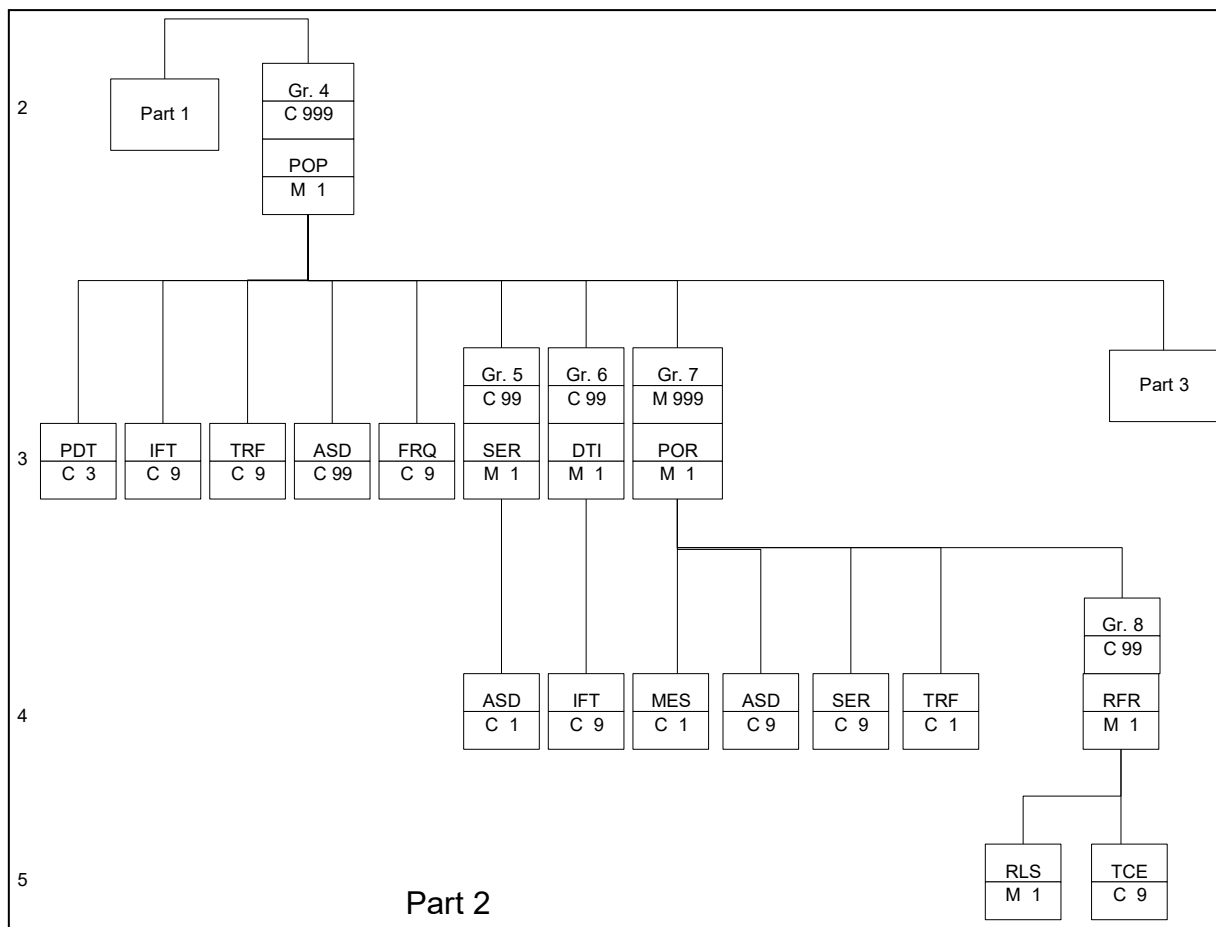 2
Part 1
Gr. 4
C 999
POP
M 1
Part 3
Gr. 5
C 99
Gr. 6
C 99
Gr. 7
M 999
3
PDT
C 3
IFT
C 9
TRF
C 9
ASD
C 99
FRQ
C 9
SER
M 1
DTI
M 1
POR
M 1
Gr. 8
C 99
4
ASD
C 1
IFT
C 9
MES
C 1
ASD
C 9
SER
C 9
TRF
C 1
RFR
M 1
5
RLS
M 1
TCE
C 9
Part 2